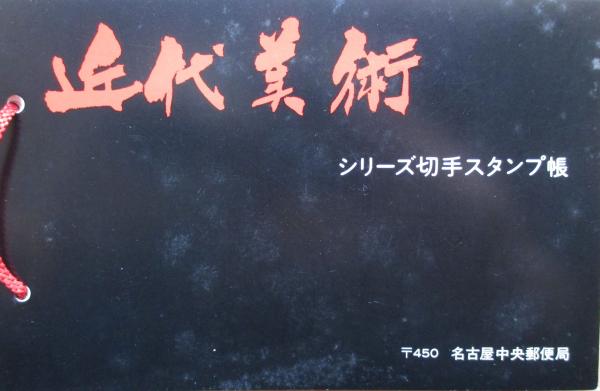 近代美術
シリーズ切手スタンプ帳
〒450 名古屋中央郵便局